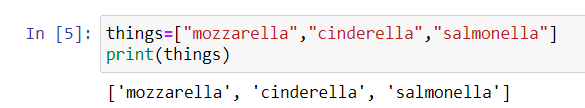 In [5]: things=["mozzarella","cinderella","salmonella"]
print(things)
['mozzarella', 'cinderella', 'salmonella']